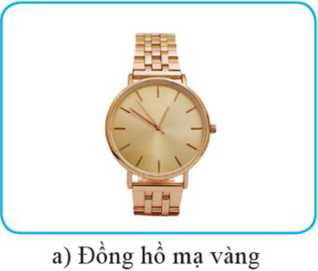 a) Đồng hồ mạ vàng